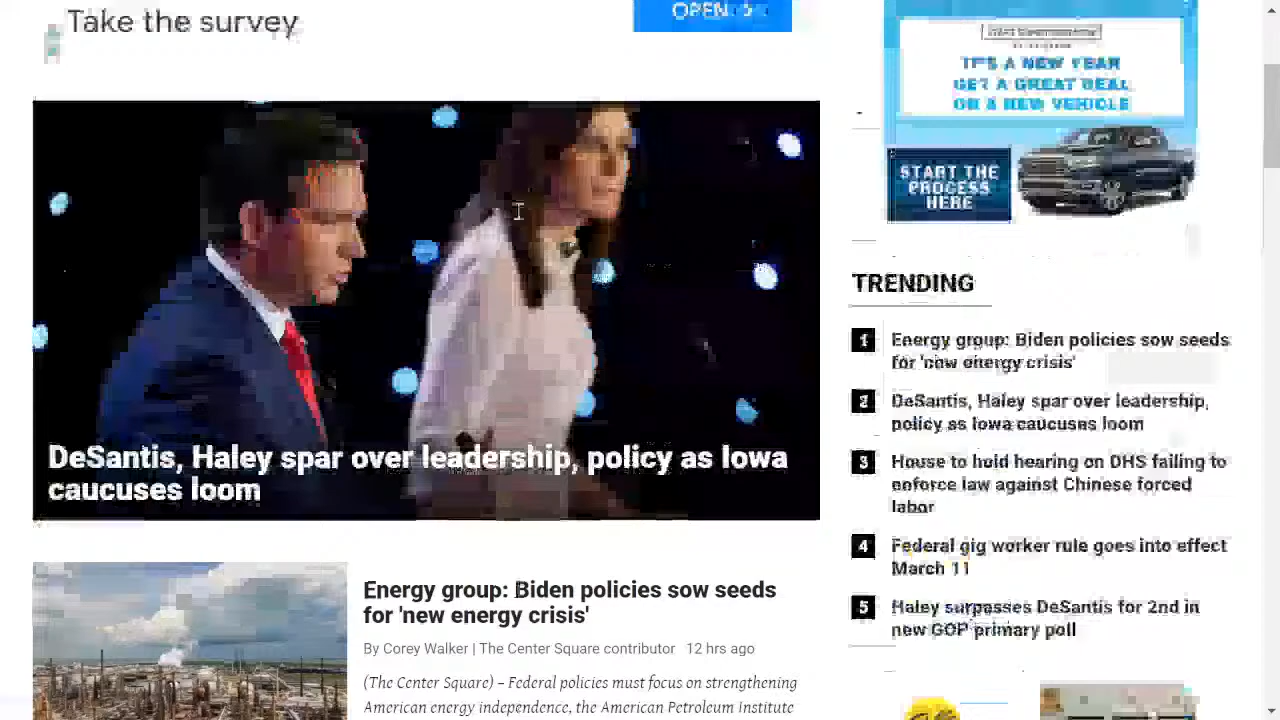 Take the survey
OPEN
IT'S A NEW YEAR
GET A GREAT DEAL
ON A NEW VEHICLE
START THE
PROCESS
HERE
DeSantis, Haley spar over leadership, policy as Iowa
caucuses loom
TRENDING
1 Energy group: Biden policies sow seeds
for 'new energy crisis'
2 DeSantis, Haley spar over leadership,
policy as Iowa caucuses loom
3 House to hold hearing on DHS failing to
enforce law against Chinese forced
labor
4 Federal gig worker rule goes into effect
March 11
5 Haley surpasses DeSantis for 2nd in
new GOP primary poll
Energy group: Biden policies sow seeds
for 'new energy crisis'
By Corey Walker | The Center Square contributor 12 hrs ago
(The Center Square) – Federal policies must focus on strengthening
American energy independence, the American Petroleum Institute